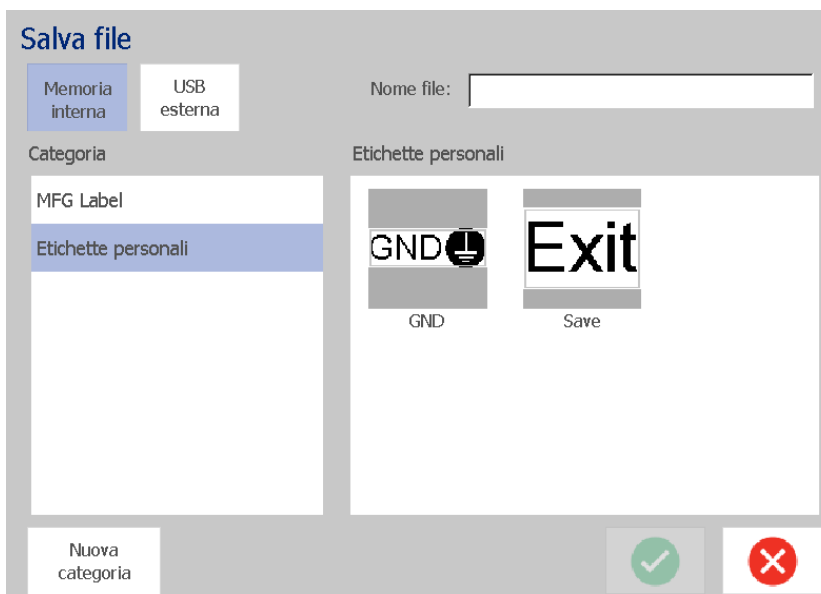 Salva file
Memoria
interna
USB
esterna
Nome file:
Categoria
Etichette personali
MFG Label
Etichette personali
GND
Exit
GND
Save
Nuova
categoria